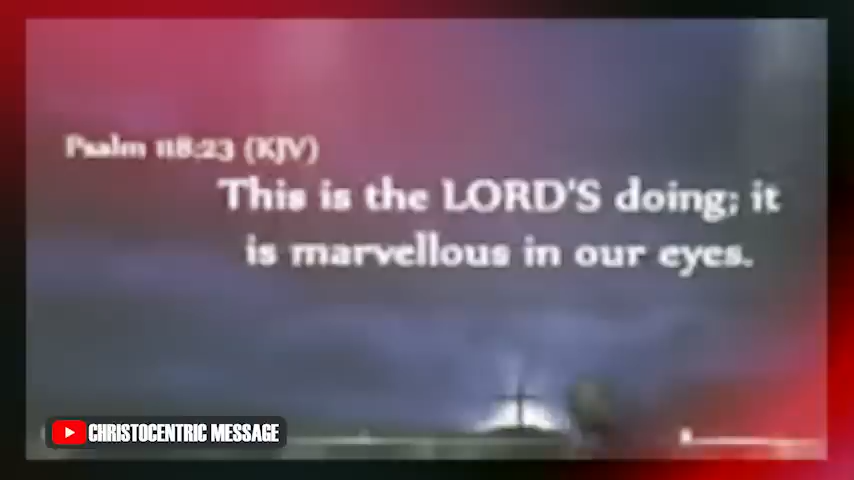 Psalm 118:23 (KJV)
This is the LORD'S doing; it
is marvellous in our eyes.
CHRISTOCENTRIC MESSAGE